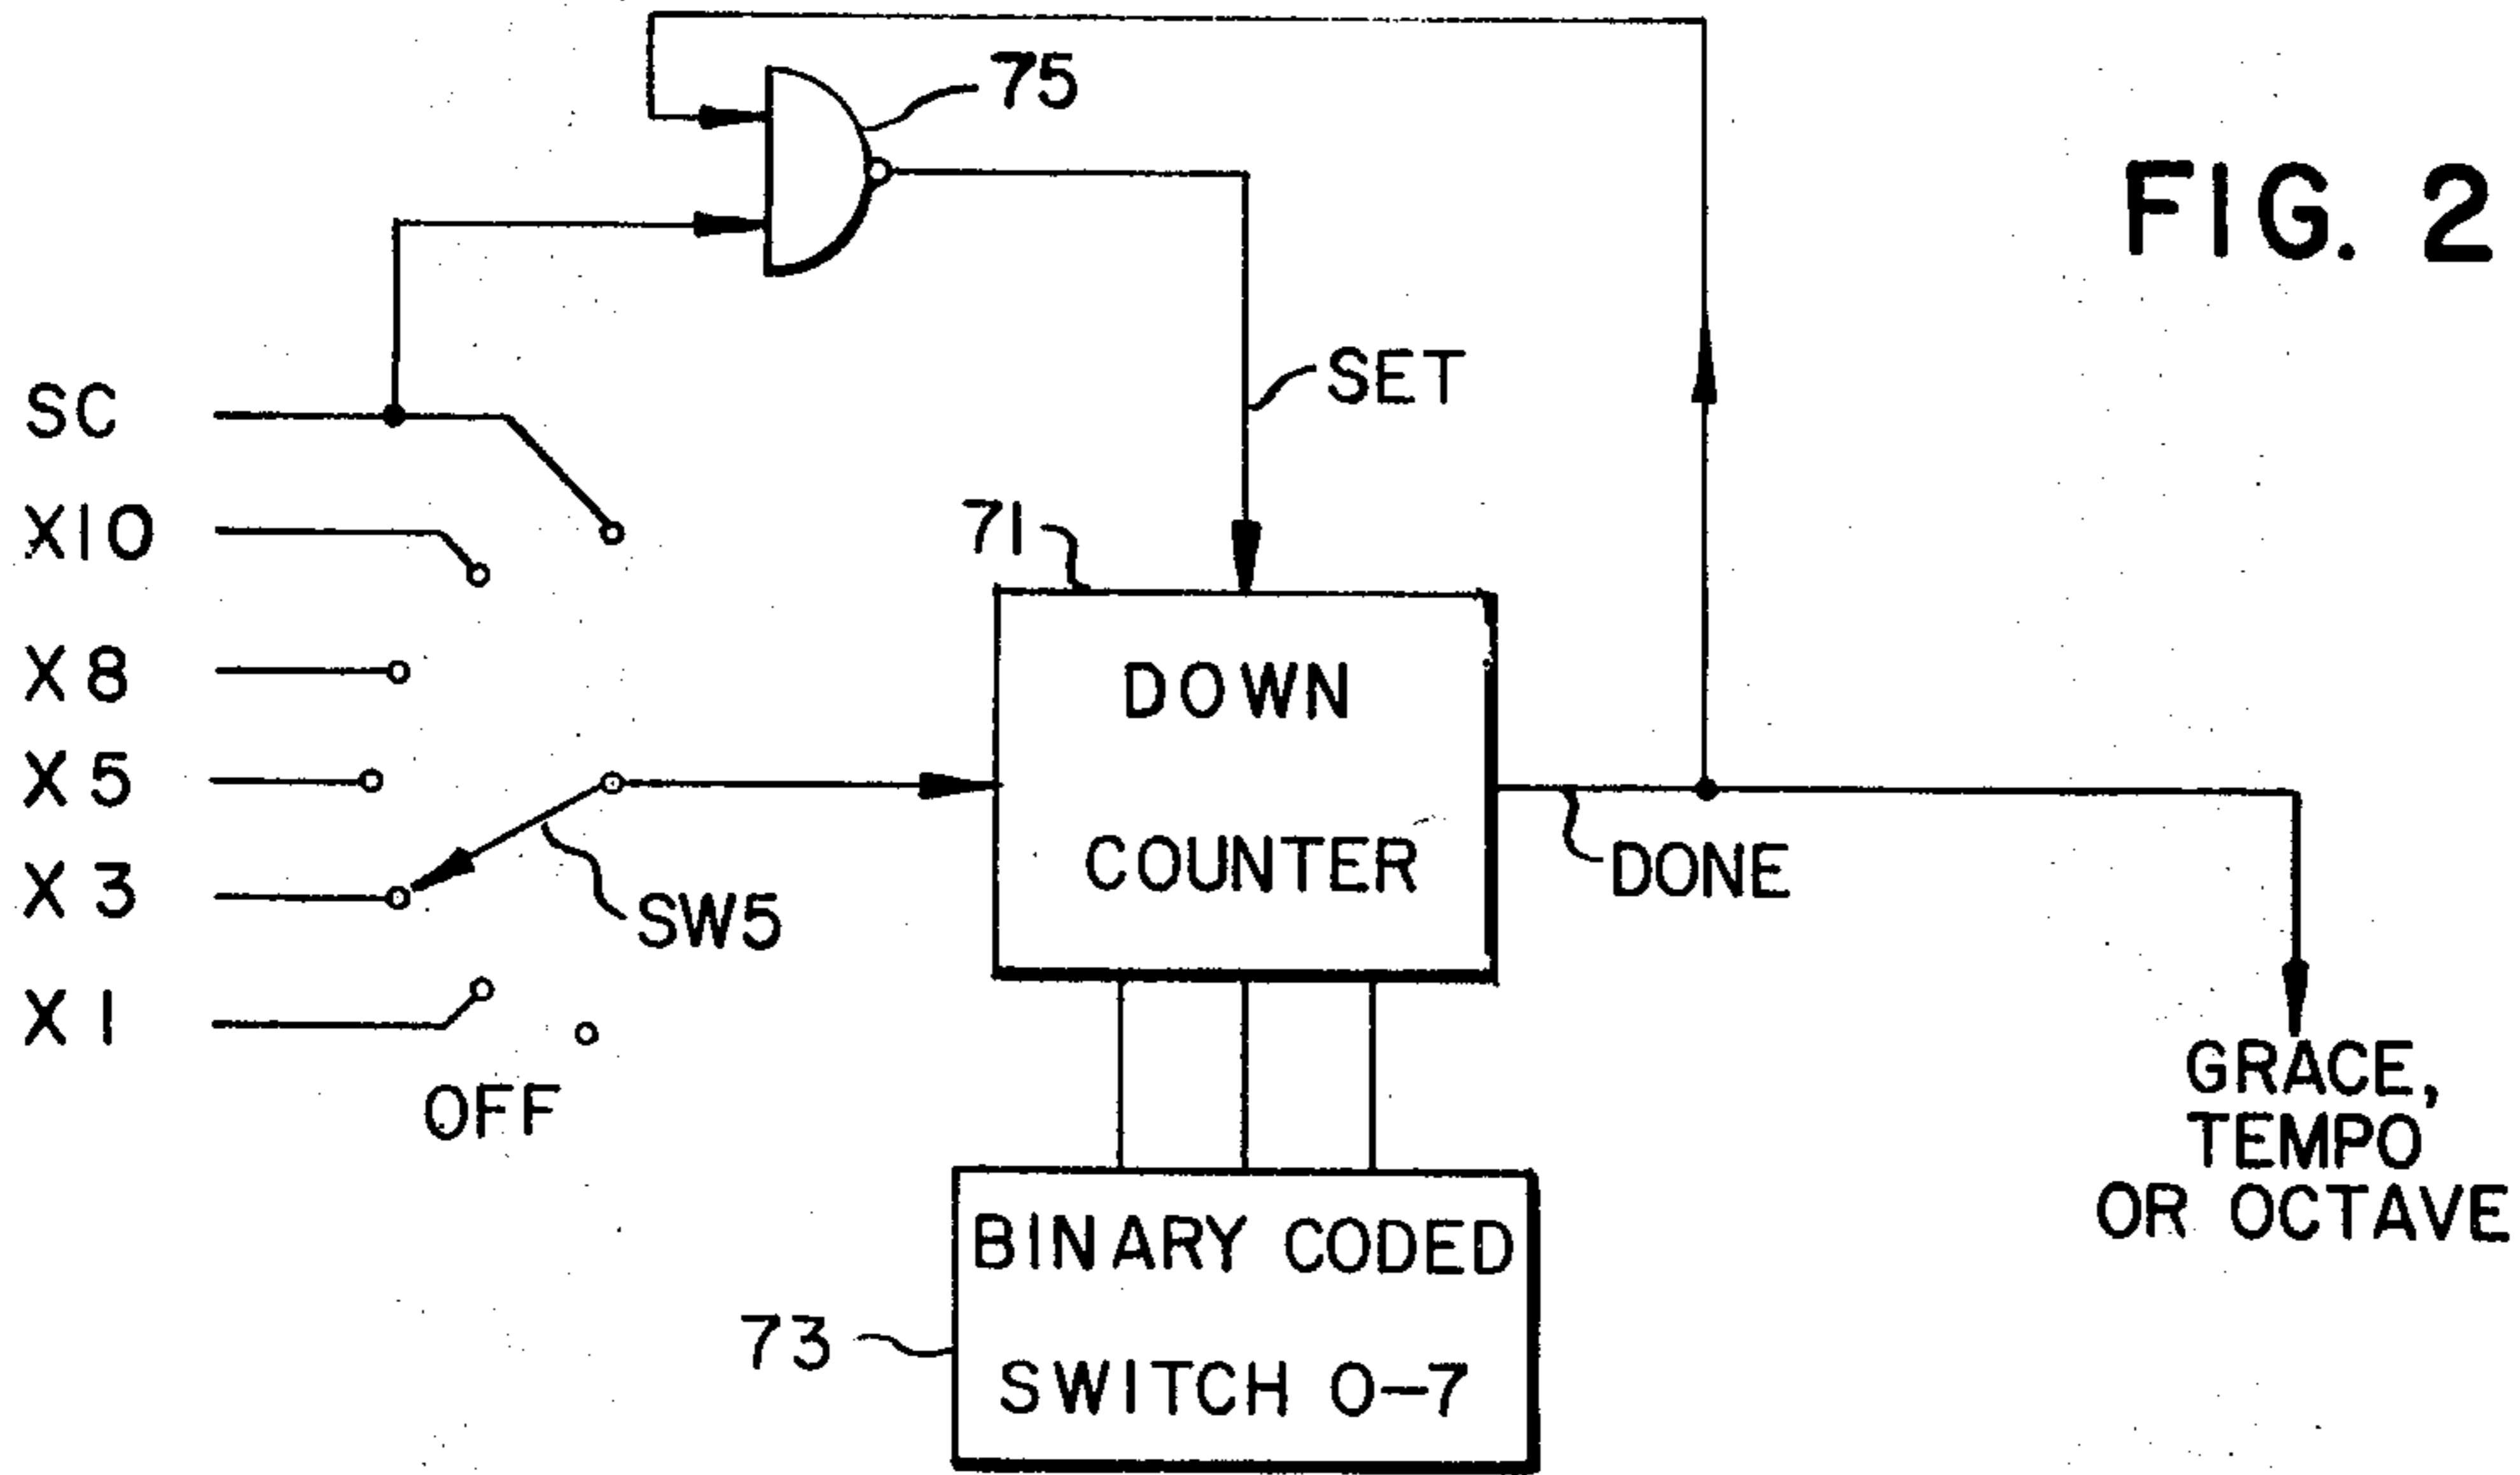 75
FIG. 2
SET
SC
71
X10
DOWN
X8
X5
COUNTER
DONE
X3
SW5
X1
OFF
GRACE,
TEMPO
OR OCTAVE
BINARY CODED
73
SWITCH 0-7